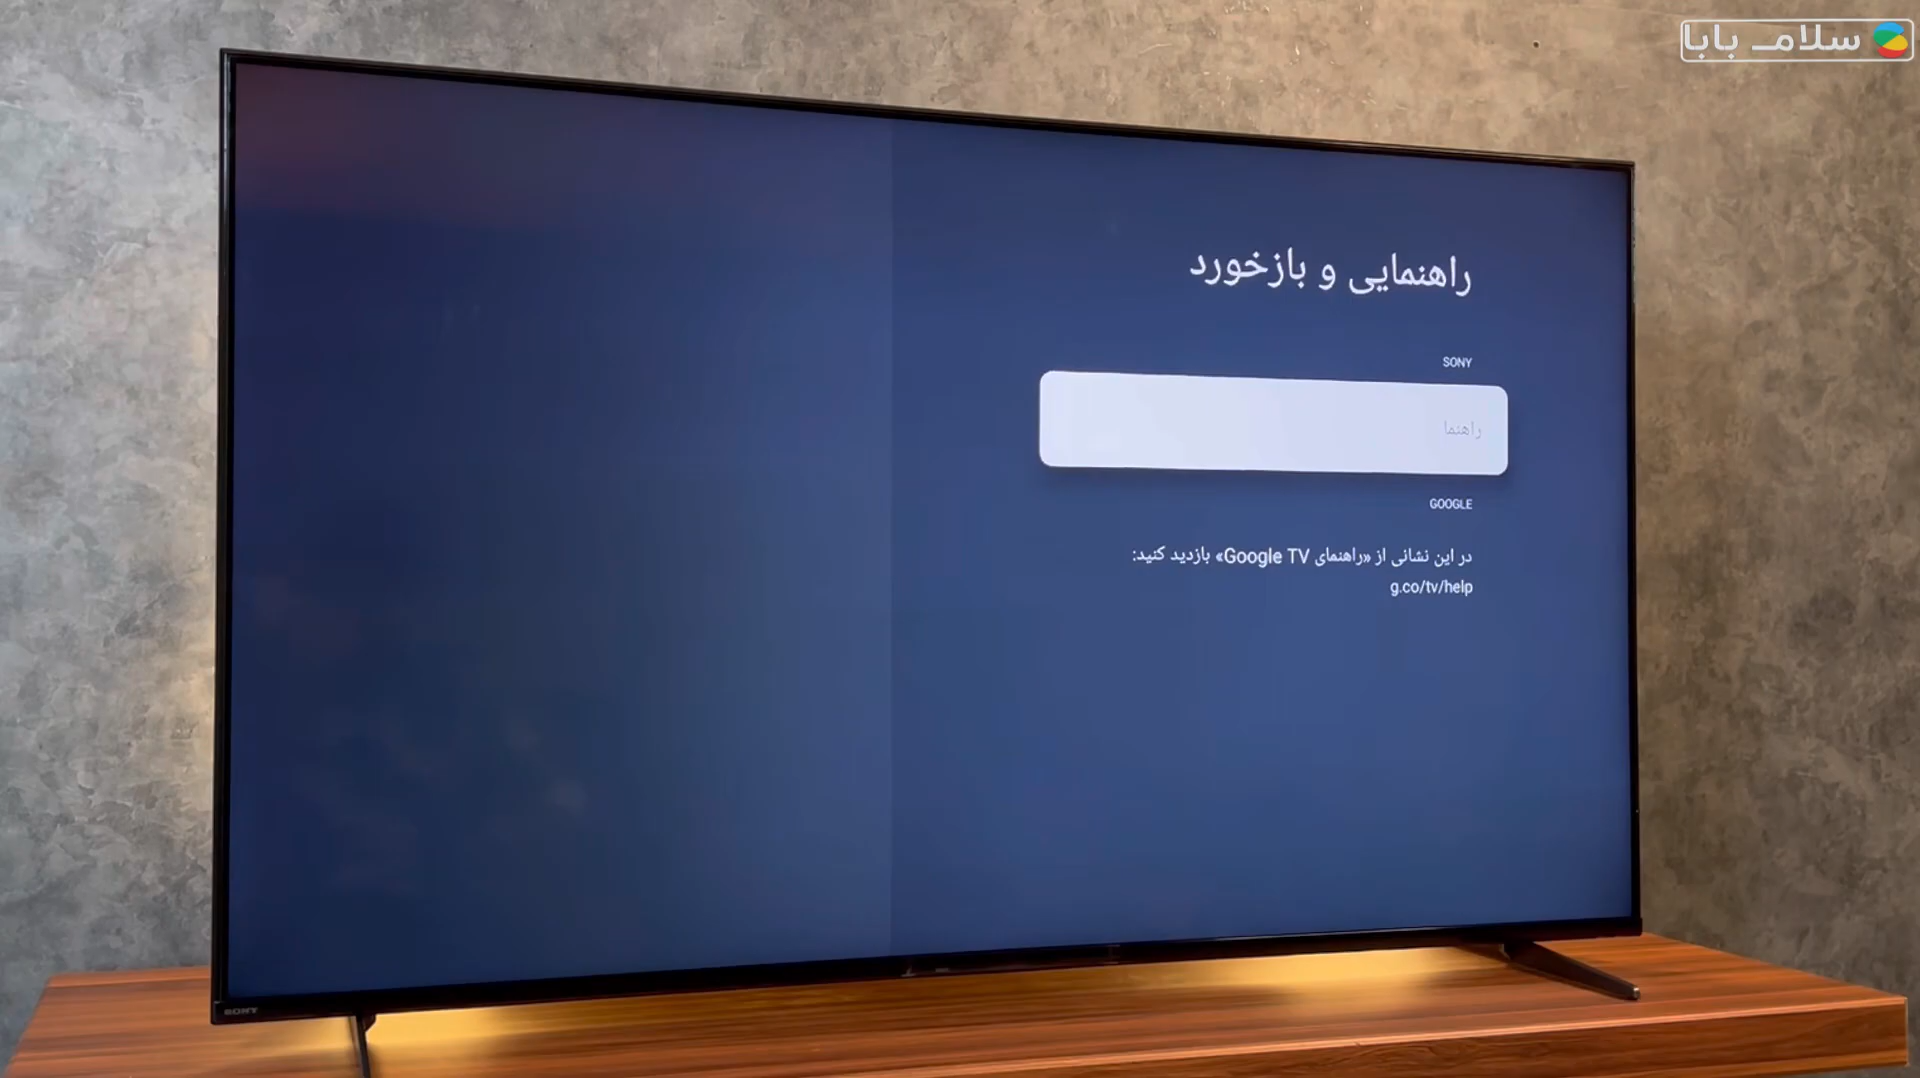 سلام بابا
راهنمایی و بازخورد
SONY
راهنما
GOOGLE
در این نشانی از «راهنمای Google TV» بازدید کنید:
g.co/tv/help
SONY